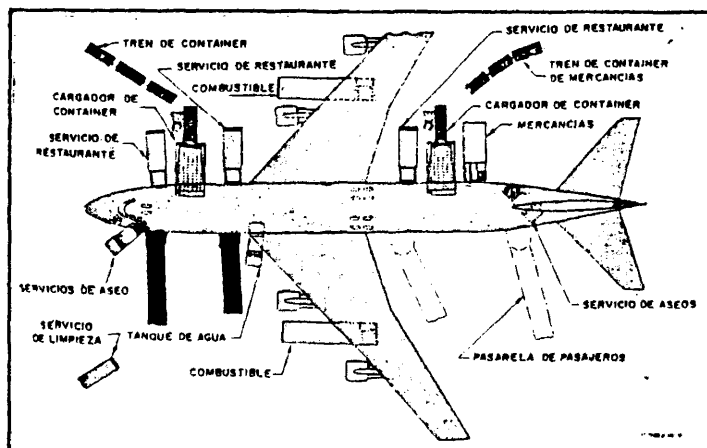 SERVICIO DE RESTAURANTE
TREN DE CONTAINER
SERVICIO DE RESTAURANTE
COMBUSTIBLE
TREN DE CONTAINER
DE MERCANCIAS
CARGADOR DE
CONTAINER
CARGADOR DE CONTAINER
MERCANCIAS
SERVICIO DE
RESTAURANTE
SERVICIOS DE ASEO
SERVICIO DE ASEOS
SERVICIO
DE LIMPIEZA
TANQUE DE AGUA
COMBUSTIBLE
PASARELA DE PASAJEROS